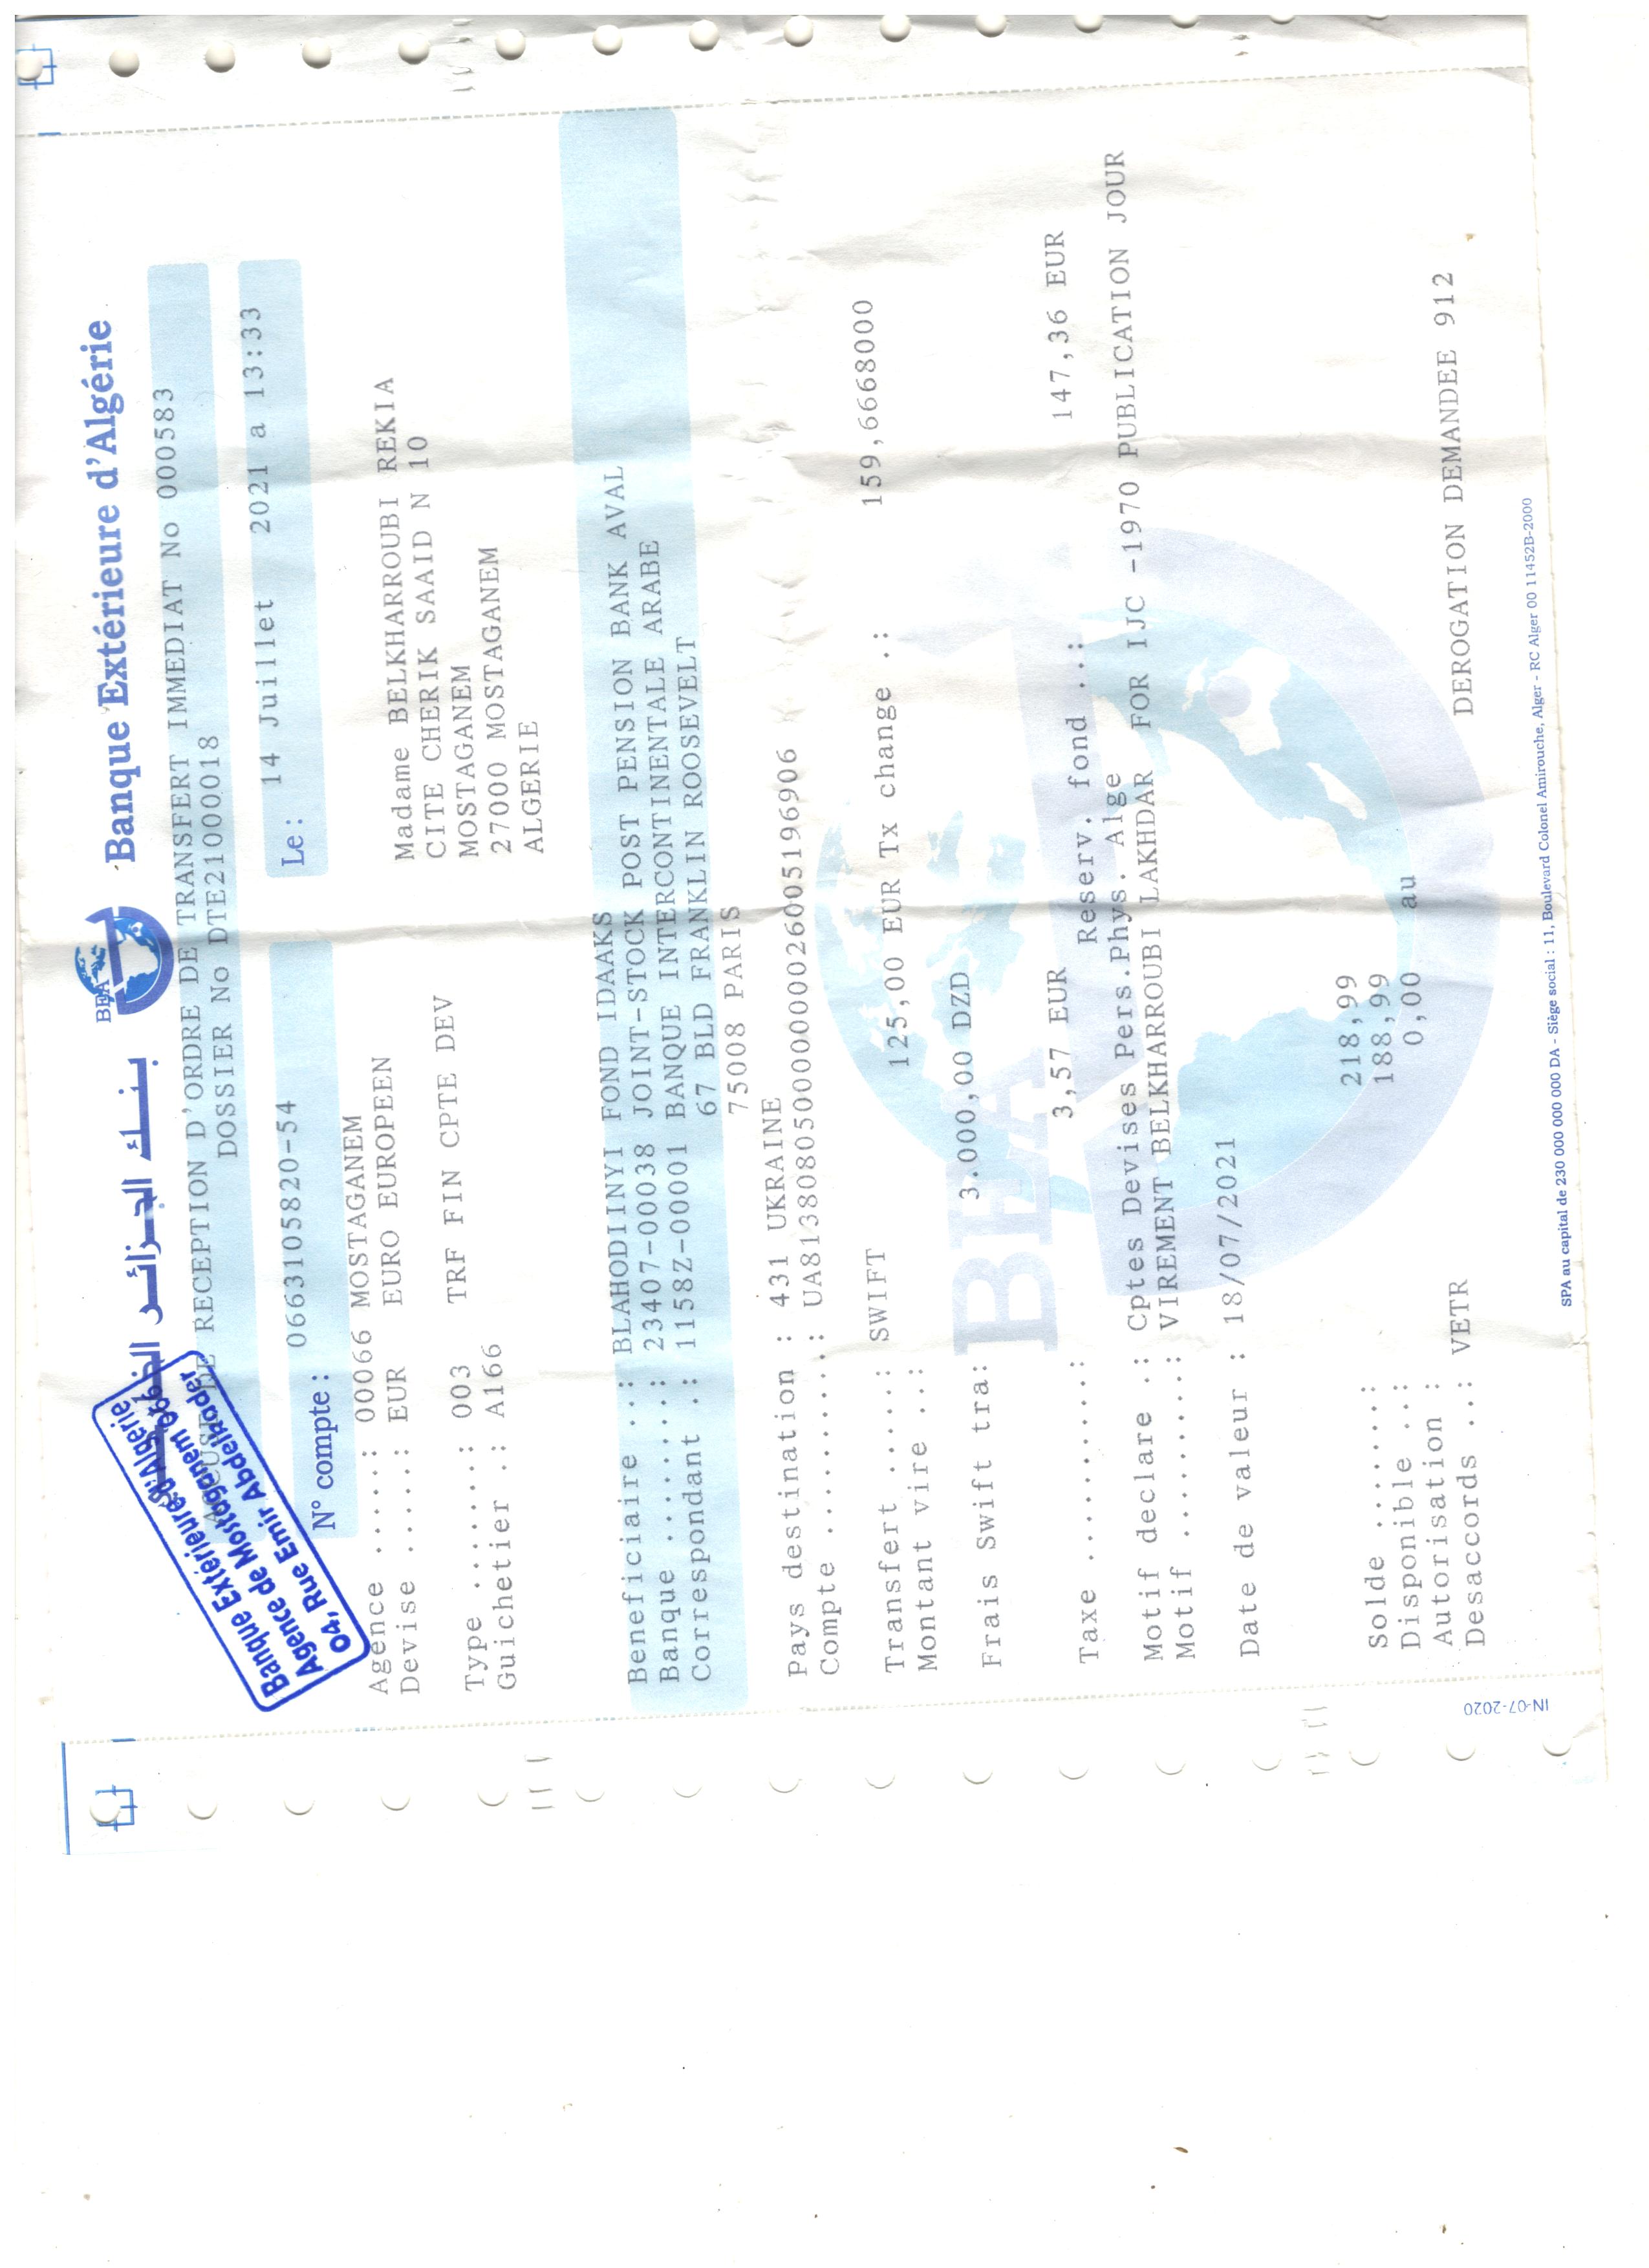 Banque Extérieure d'Algérie
Agence de Mostaganem 066
04, Rue Emir Abdelkader
بنك الجزائر
BEA
Banque Extérieure d'Algérie
ACCUSE DE RECEPTION D'ORDRE DE TRANSFERT IMMEDIAT No 000583
DOSSIER No DTE21000018
N° compte : 0663105820-54
Le : 14 Juillet 2021 a 13:33
Agence .....: 00066 MOSTAGANEM
Devise .....: EUR EURO EUROPEEN
Type .......: 003 TRF FIN CPTE DEV
Guichetier .: A166
Madame BELKHARROUBI REKIA
CITE CHERIK SAAID N 10
MOSTAGANEM
27000 MOSTAGANEM
ALGERIE
Beneficiaire ..: BLAHODIINYI FOND IDAAKS
Banque ........: 23407-00038 JOINT-STOCK POST PENSION BANK AVAL
Correspondant .: 1158Z-00001 BANQUE INTERCONTINENTALE ARABE
67 BLD FRANKLIN ROOSEVELT
75008 PARIS
Pays destination : 431 UKRAINE
Compte ..........: UA813808050000000026005196906
Transfert .....: SWIFT
Montant vire ..: 125,00 EUR Tx change .: 159,6668000
Frais Swift tra: 3.000,00 DZD
BEA
Taxe ..........: 3,57 EUR
Reserv. fond ..: 147,36 EUR
Motif declare .: Cptes Devises Pers.Phys. Alge
Motif .........: VIREMENT BELKHARROUBI LAKHDAR FOR IJC -1970 PUBLICATION JOUR
Date de valeur : 18/07/2021
Solde .......: 218,99
Disponible ..: 188,99
Autorisation : 0,00 au
Desaccords ..: VETR
DEROGATION DEMANDEE 912
IN-07-2020
SPA au capital de 230 000 000 000 DA - Siège social : 11, Boulevard Colonel Amirouche, Alger - RC Alger 00 11452B-2000